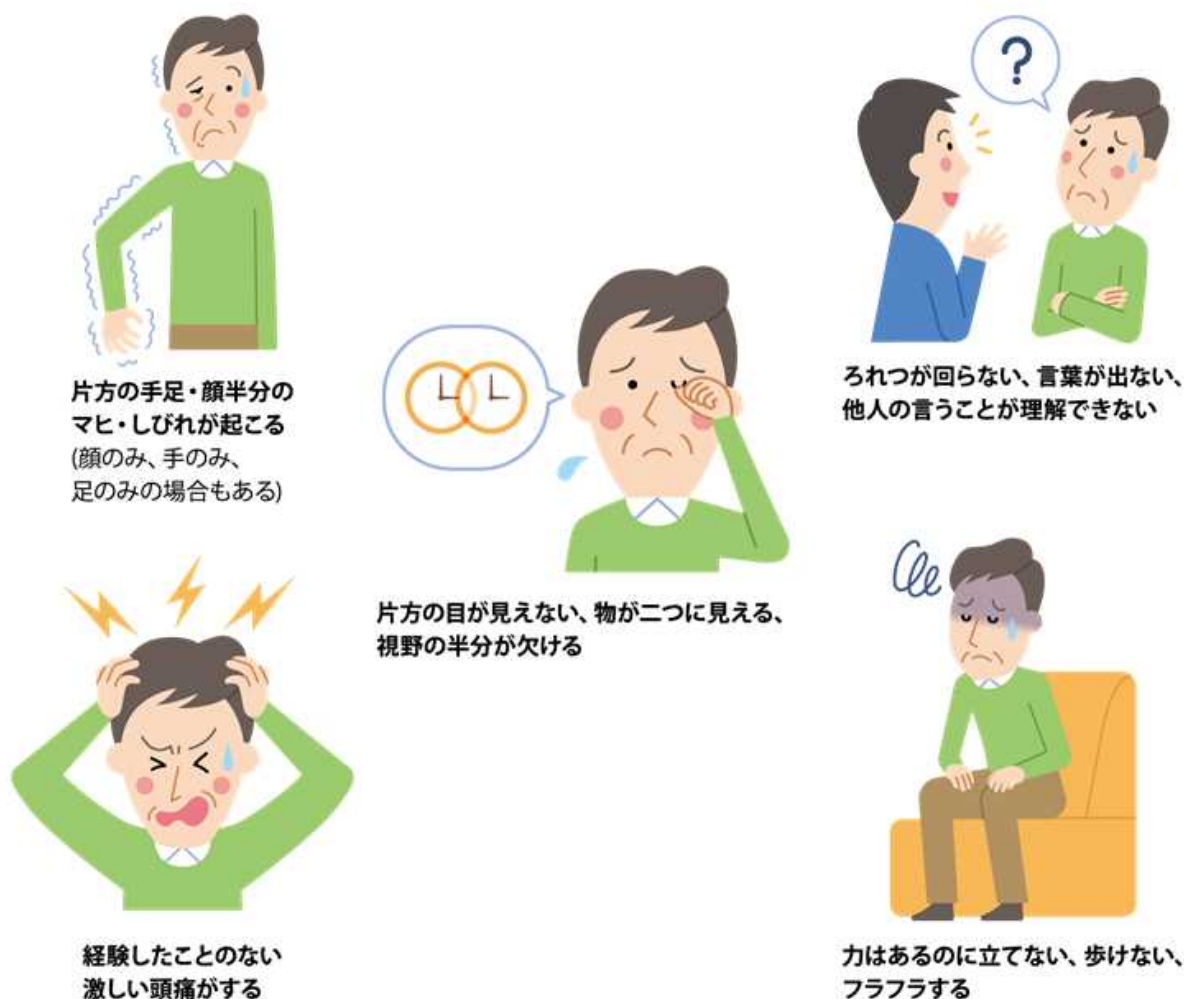 ?
片方の手足・顔半分の
マヒ・しびれが起こる
(顔のみ、手のみ、
足のみの場合もある)
ろれつが回らない、言葉が出ない、
他人の言うことが理解できない
片方の目が見えない、物が二つに見える、
視野の半分が欠ける
経験したことのない
激しい頭痛がする
力はあるのに立てない、歩けない、
フラフラする